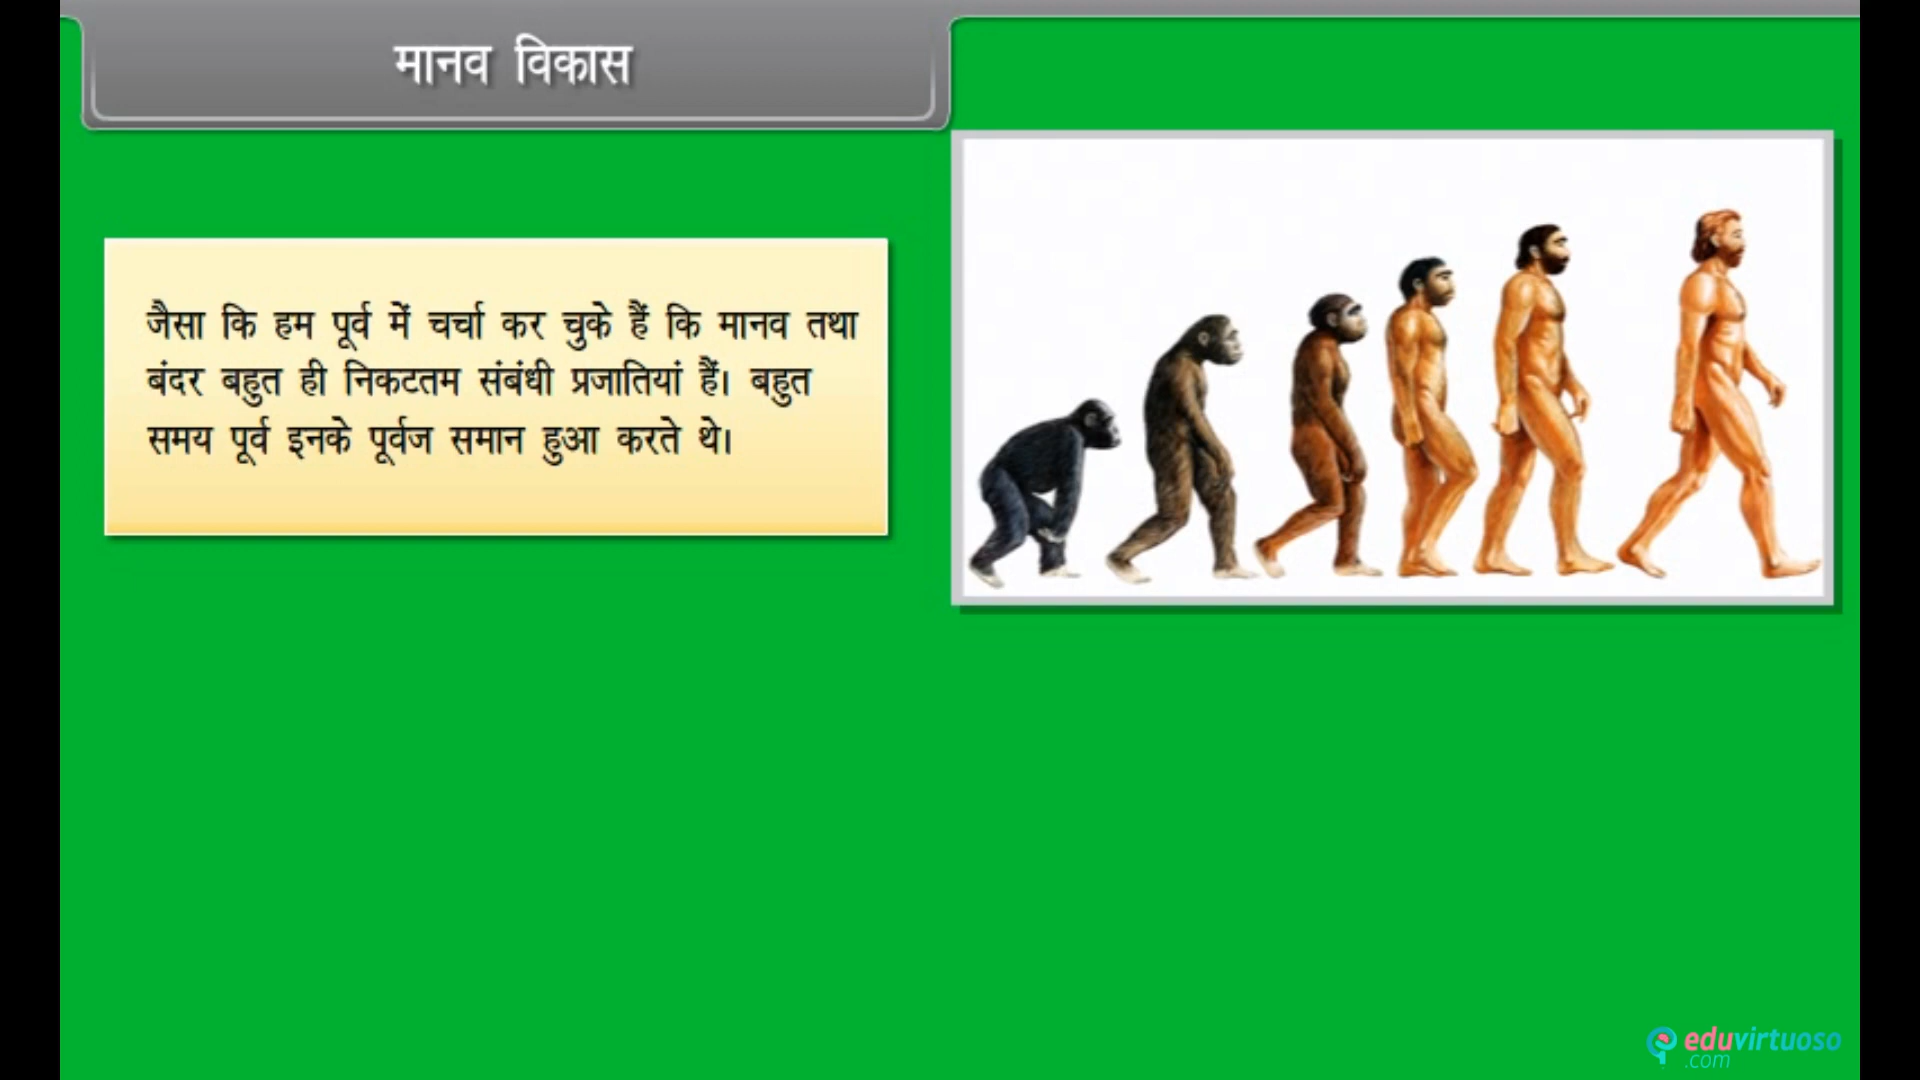 मानव विकास
जैसा कि हम पूर्व में चर्चा कर चुके हैं कि मानव तथा
बंदर बहुत ही निकटतम संबंधी प्रजातियां हैं। बहुत
समय पूर्व इनके पूर्वज समान हुआ करते थे।
eduvirtuoso
.com